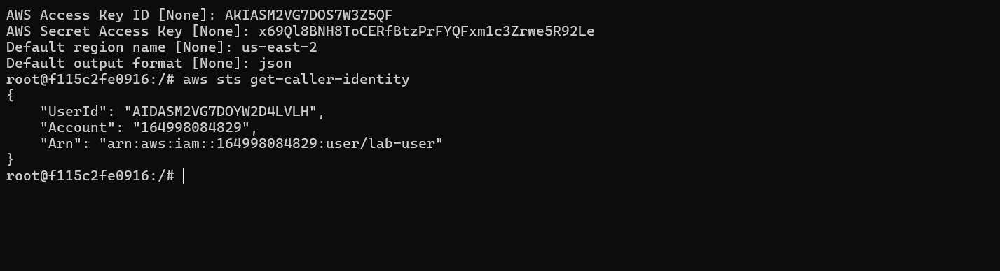 AWS Access Key ID [None]: AKIASM2VG7DOS7W3Z5QF
AWS Secret Access Key [None]: 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
Default region name [None]: us-east-2
Default output format [None]: json
root@f115c2fe0916:/# aws sts get-caller-identity
{
    "UserId": "AIDASM2VG7DOYW2D4LVLH",
    "Account": "164998084829",
    "Arn": "arn:aws:iam::164998084829:user/lab-user"
}
root@f115c2fe0916:/#